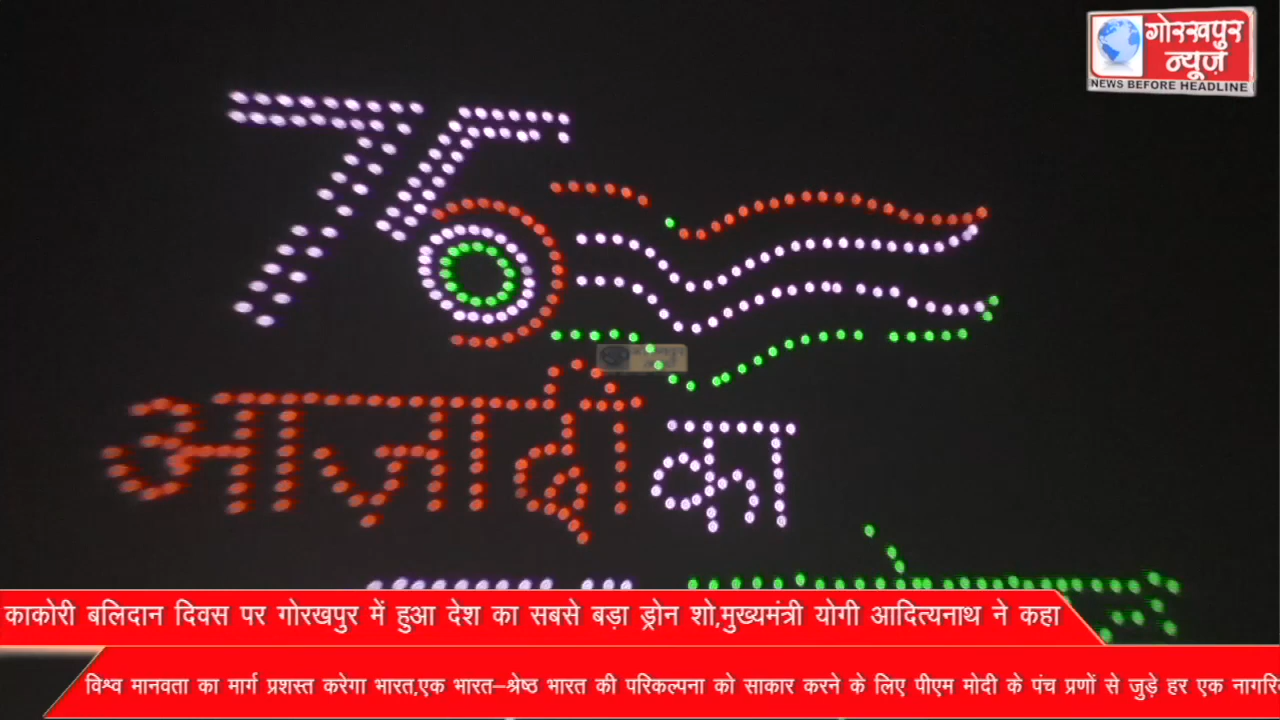 गोरखपुर
न्यूज़
NEWS BEFORE HEADLINE
75
आज़ादी का
काकोरी बलिदान दिवस पर गोरखपुर में हुआ देश का सबसे बड़ा ड्रोन शो,मुख्यमंत्री योगी आदित्यनाथ ने कहा
विश्व मानवता का मार्ग प्रशस्त करेगा भारत,एक भारत–श्रेष्ठ भारत की परिकल्पना को साकार करने के लिए पीएम मोदी के पंच प्रणों से जुड़े हर एक